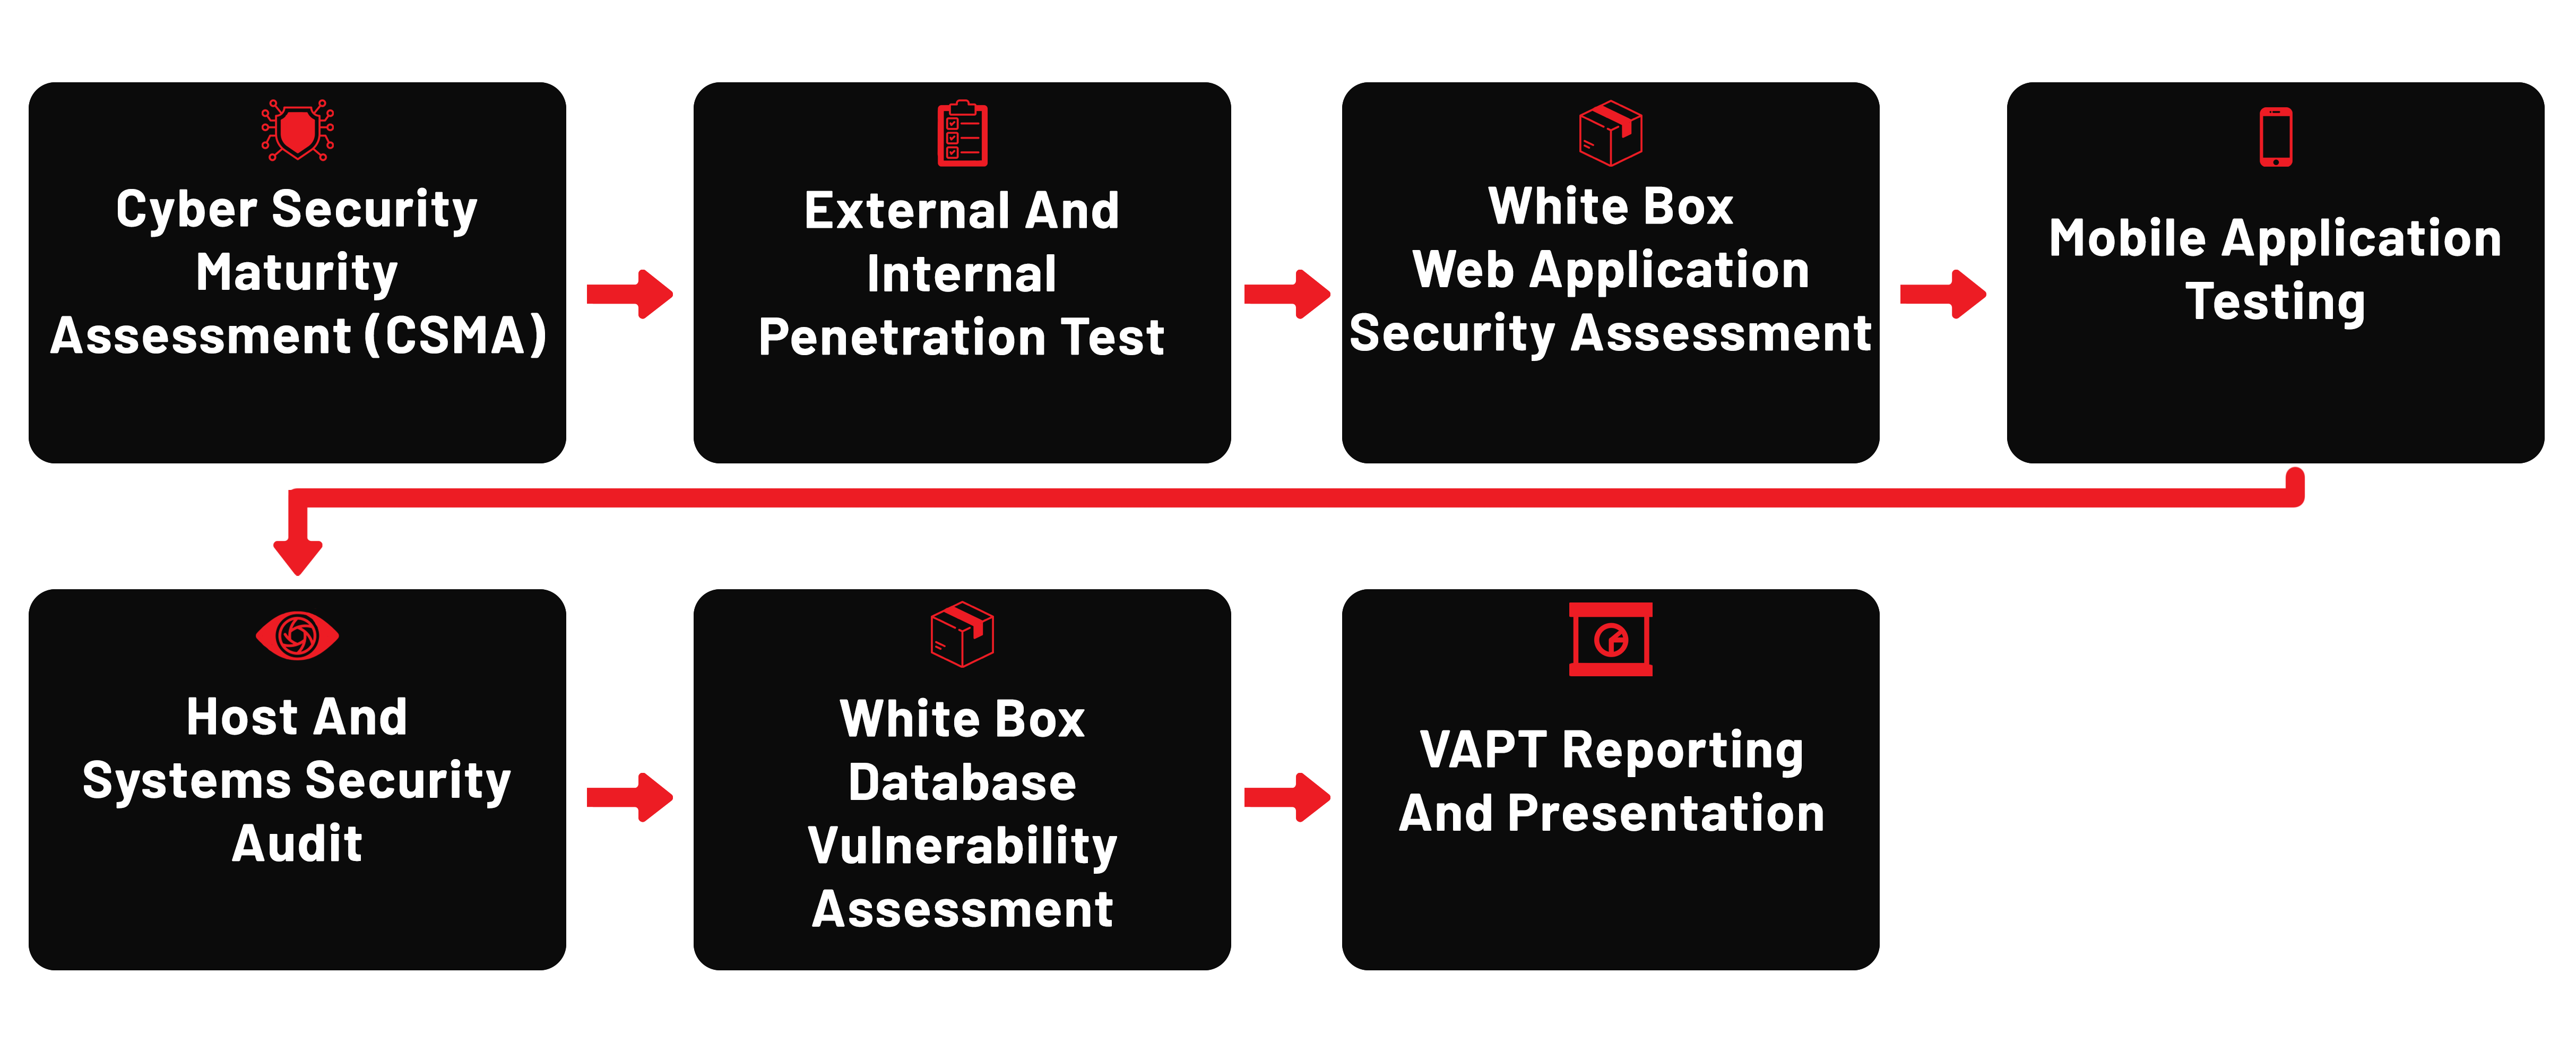 Cyber Security
Maturity
Assessment (CSMA)
External And
Internal
Penetration Test
White Box
Web Application
Security Assessment
Mobile Application
Testing
Host And
Systems Security
Audit
White Box
Database
Vulnerability
Assessment
VAPT Reporting
And Presentation